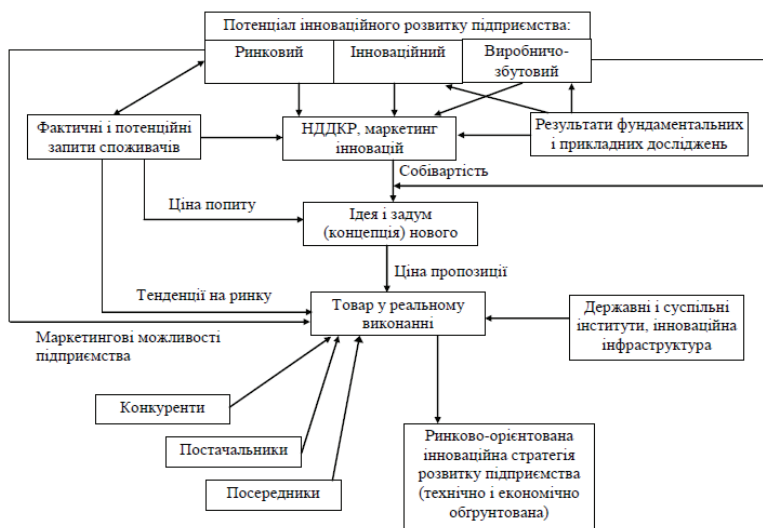 Потенціал інноваційного розвитку підприємства:
Ринковий
Інноваційний
Виробничо-
збутовий
Фактичні і потенційні
запити споживачів
НДДКР, маркетинг
інновацій
Результати фундаментальних
і прикладних досліджень
Собівартість
Ціна попиту
Ідея і задум
(концепція) нового
Ціна пропозиції
Тенденції на ринку
Товар у реальному
виконанні
Державні і суспільні
інститути, інноваційна
інфраструктура
Маркетингові можливості
підприємства
Конкуренти
Постачальники
Посередники
Ринково-орієнтована
інноваційна стратегія
розвитку підприємства
(технічно і економічно
обґрунтована)